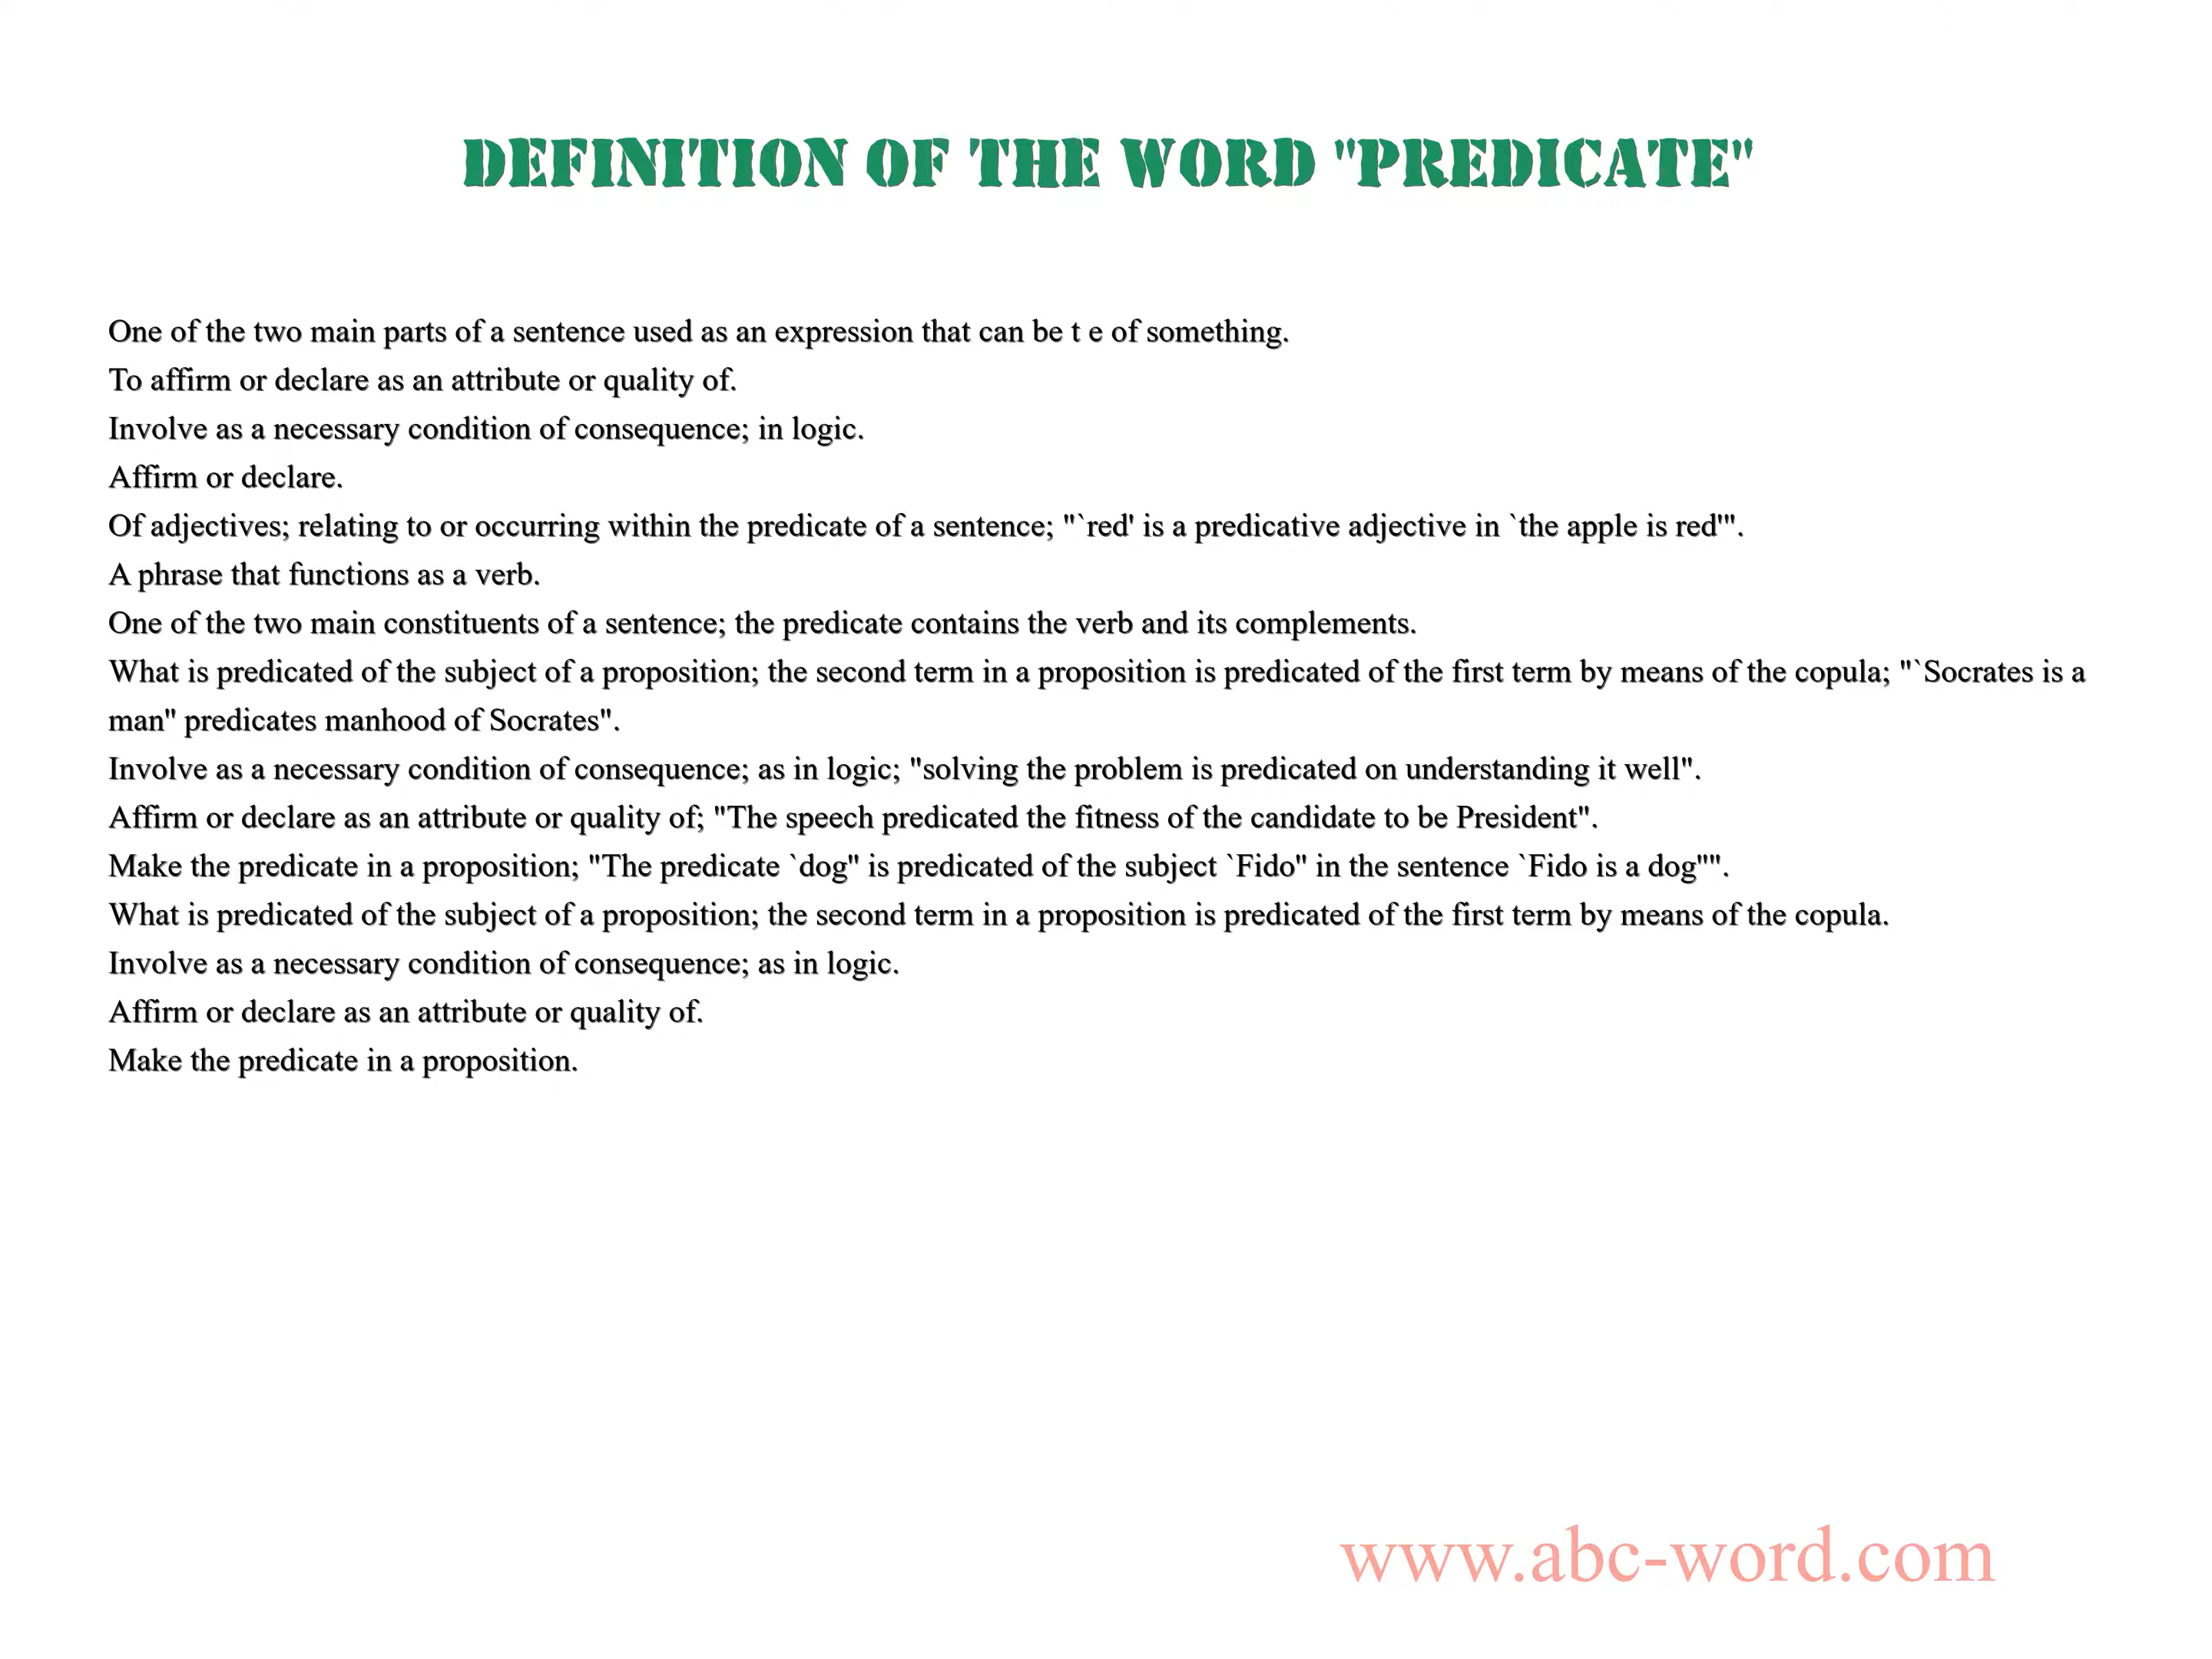 DEFINITION OF THE WORD "PREDICATE"
One of the two main parts of a sentence used as an expression that can be t e of something.
To affirm or declare as an attribute or quality of.
Involve as a necessary condition of consequence; in logic.
Affirm or declare.
Of adjectives; relating to or occurring within the predicate of a sentence; "`red' is a predicative adjective in `the apple is red'".
A phrase that functions as a verb.
One of the two main constituents of a sentence; the predicate contains the verb and its complements.
What is predicated of the subject of a proposition; the second term in a proposition is predicated of the first term by means of the copula; "`Socrates is a
man" predicates manhood of Socrates".
Involve as a necessary condition of consequence; as in logic; "solving the problem is predicated on understanding it well".
Affirm or declare as an attribute or quality of; "The speech predicated the fitness of the candidate to be President".
Make the predicate in a proposition; "The predicate `dog" is predicated of the subject `Fido" in the sentence `Fido is a dog"".
What is predicated of the subject of a proposition; the second term in a proposition is predicated of the first term by means of the copula.
Involve as a necessary condition of consequence; as in logic.
Affirm or declare as an attribute or quality of.
Make the predicate in a proposition.
www.abc-word.com